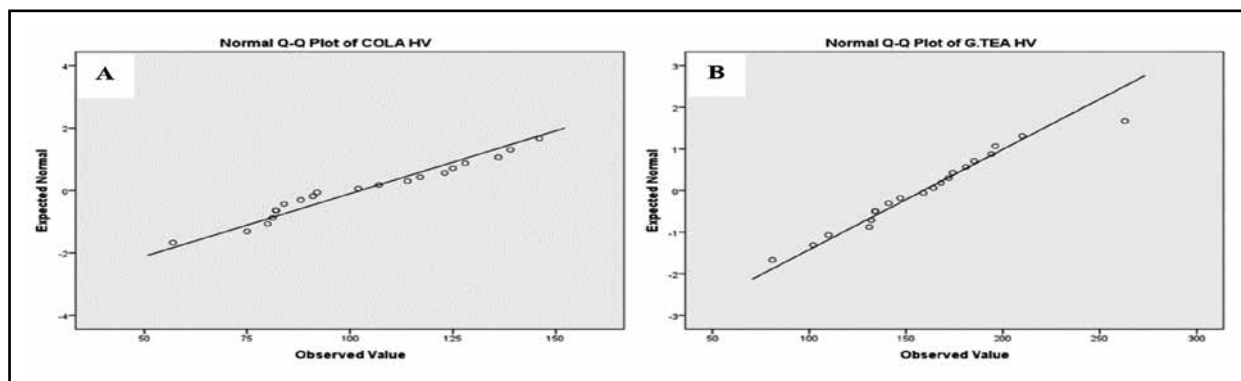 Normal Q-Q Plot of COLA HV
A
Expected Normal
4
2
0
-2
-4
50
75
100
125
150
Observed Value
Normal Q-Q Plot of G.TEA HV
B
Expected Normal
3
2
1
0
-1
-2
-3
50
100
150
200
250
300
Observed Value